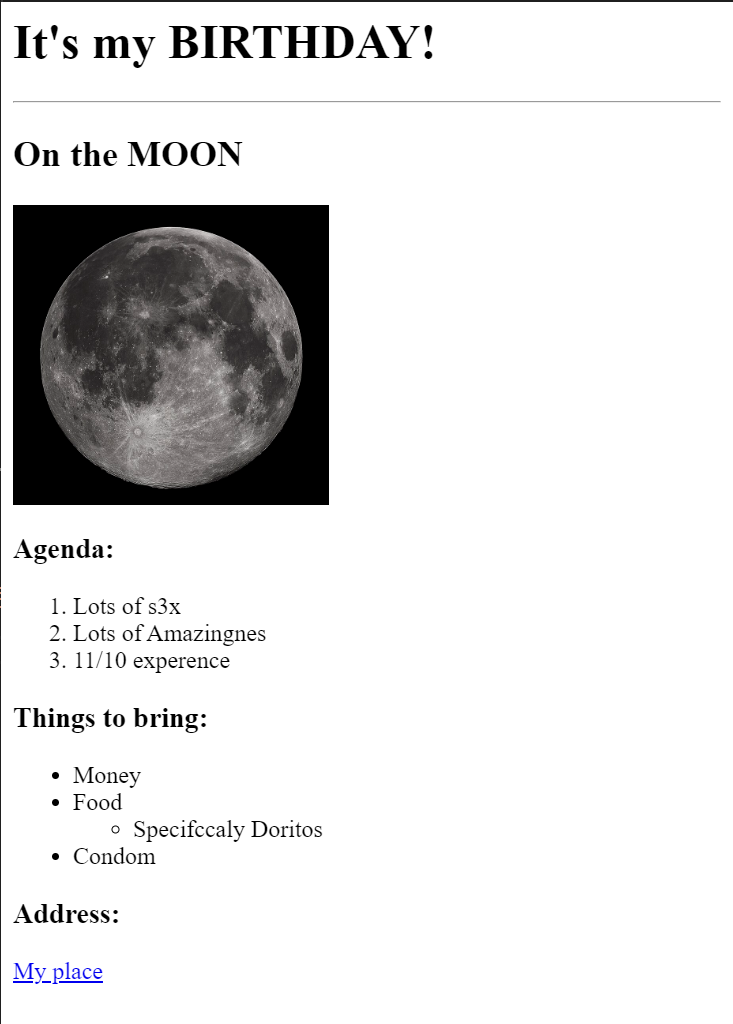 It's my BIRTHDAY!
On the MOON
Agenda:
1. Lots of s3x
2. Lots of Amazingnes
3. 11/10 experence
Things to bring:
• Money
• Food
◦ Specifccaly Doritos
• Condom
Address:
My place